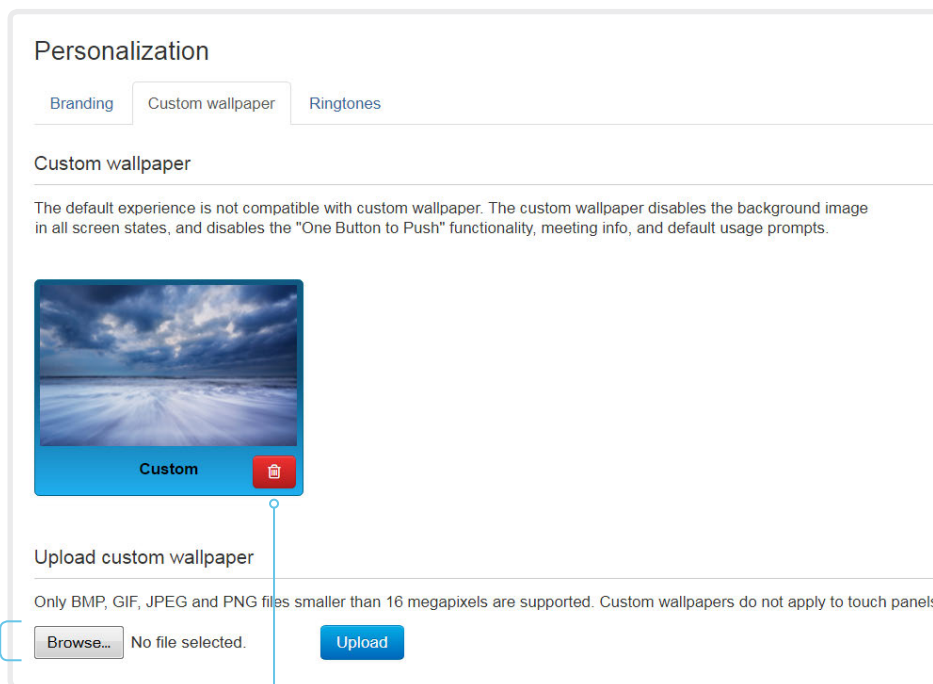 Personalization
Branding Custom wallpaper Ringtones
Custom wallpaper
The default experience is not compatible with custom wallpaper. The custom wallpaper disables the background image
in all screen states, and disables the "One Button to Push" functionality, meeting info, and default usage prompts.
Custom
Upload custom wallpaper
Only BMP, GIF, JPEG and PNG files smaller than 16 megapixels are supported. Custom wallpapers do not apply to touch panels
Browse... No file selected. Upload